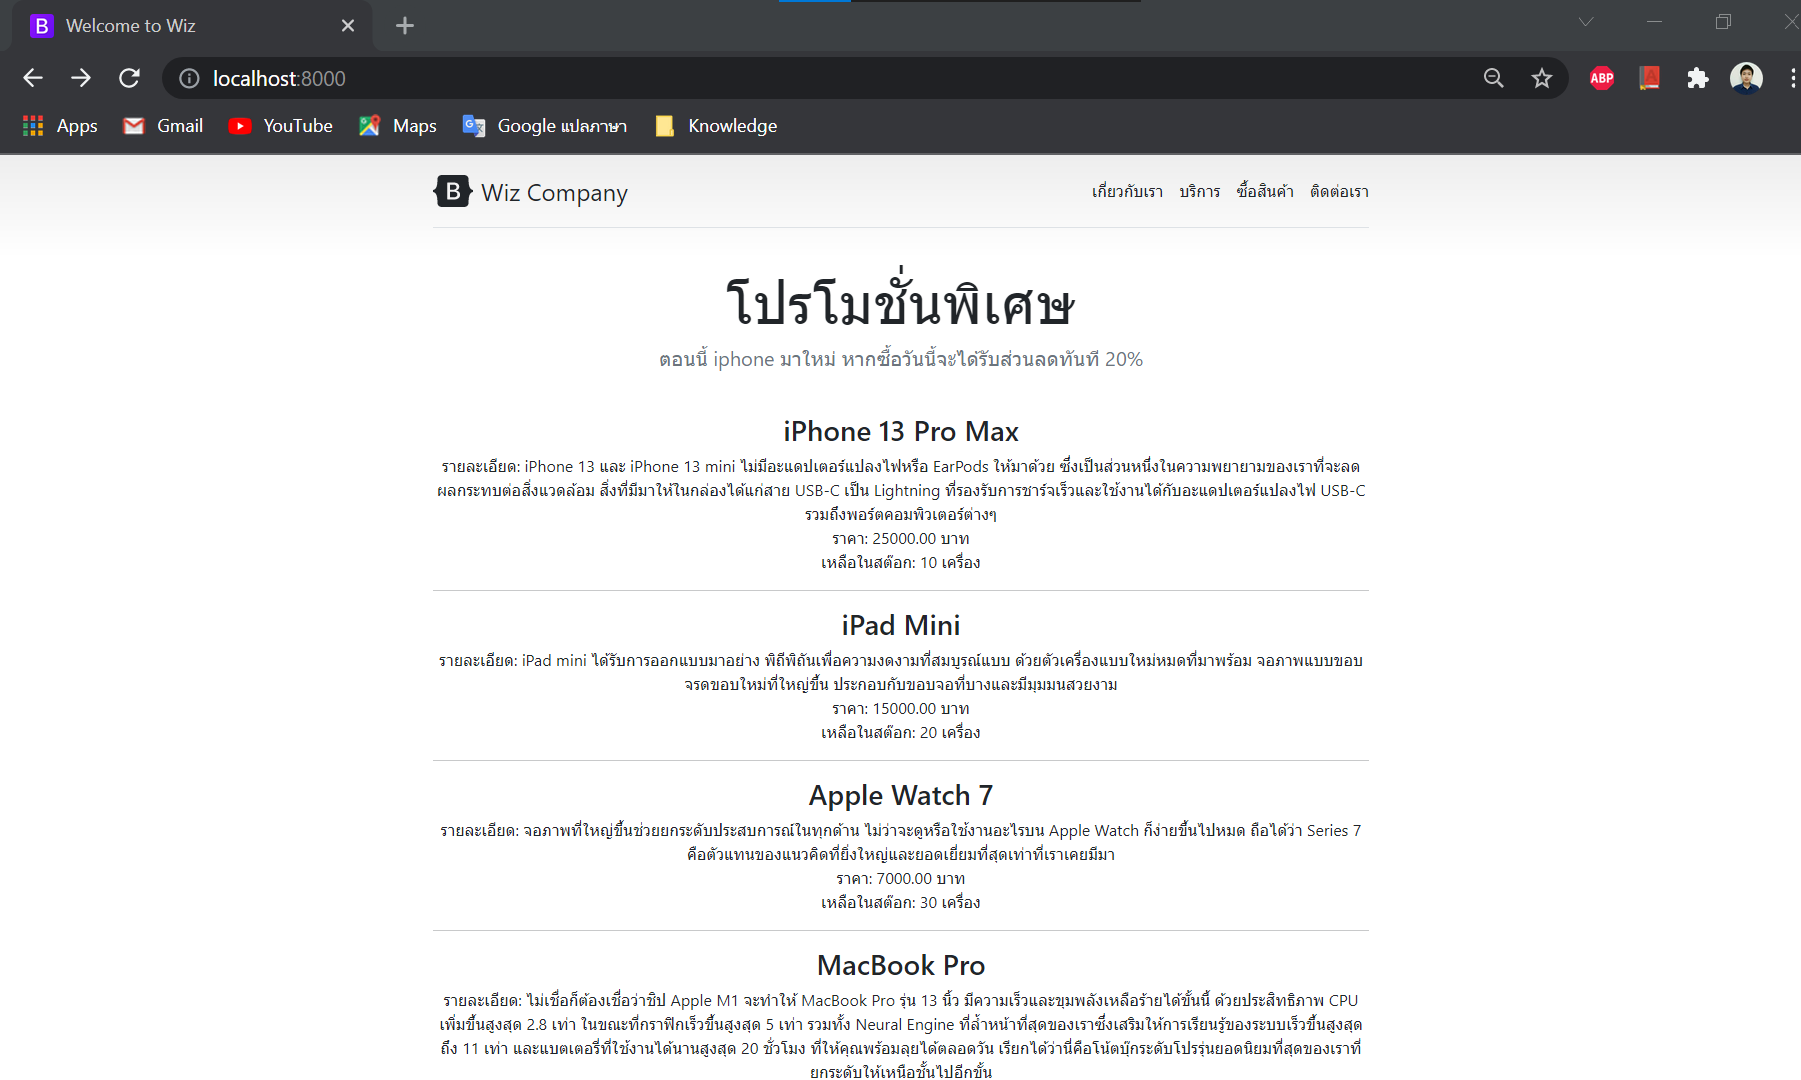 B Welcome to Wiz
localhost:8000
ABP
Apps Gmail YouTube Maps Google แปลภาษา Knowledge
B Wiz Company เกี่ยวกับเรา บริการ ซื้อสินค้า ติดต่อเรา
โปรโมชั่นพิเศษ
ตอนนี้ iphone มาใหม่ หากซื้อวันนี้จะได้รับส่วนลดทันที 20%
iPhone 13 Pro Max
รายละเอียด: iPhone 13 และ iPhone 13 mini ไม่มีอะแดปเตอร์แปลงไฟหรือ EarPods ให้มาด้วย ซึ่งเป็นส่วนหนึ่งในความพยายามของเราที่จะลด
ผลกระทบต่อสิ่งแวดล้อม สิ่งที่มีมาให้ในกล่องได้แก่สาย USB-C เป็น Lightning ที่รองรับการชาร์จเร็วและใช้งานได้กับอะแดปเตอร์แปลงไฟ USB-C
รวมถึงพอร์ตคอมพิวเตอร์ต่างๆ
ราคา: 25000.00 บาท
เหลือในสต๊อก: 10 เครื่อง
iPad Mini
รายละเอียด: iPad mini ได้รับการออกแบบมาอย่าง พิถีพิถันเพื่อความงดงามที่สมบูรณ์แบบ ด้วยตัวเครื่องแบบใหม่หมดที่มาพร้อม จอภาพแบบขอบ
จรดขอบใหม่ที่ใหญ่ขึ้น ประกอบกับขอบจอที่บางและมีมุมมนสวยงาม
ราคา: 15000.00 บาท
เหลือในสต๊อก: 20 เครื่อง
Apple Watch 7
รายละเอียด: จอภาพที่ใหญ่ขึ้นช่วยยกระดับประสบการณ์ในทุกด้าน ไม่ว่าจะดูหรือใช้งานอะไรบน Apple Watch ก็ง่ายขึ้นไปหมด ถือได้ว่า Series 7
คือตัวแทนของแนวคิดที่ยิ่งใหญ่และยอดเยี่ยมที่สุดเท่าที่เราเคยมีมา
ราคา: 7000.00 บาท
เหลือในสต๊อก: 30 เครื่อง
MacBook Pro
รายละเอียด: ไม่เชื่อก็ต้องเชื่อว่าชิป Apple M1 จะทำให้ MacBook Pro รุ่น 13 นิ้ว มีความเร็วและขุมพลังเหลือร้ายได้ขั้นนี้ ด้วยประสิทธิภาพ CPU
เพิ่มขึ้นสูงสุด 2.8 เท่า ในขณะที่กราฟิกเร็วขึ้นสูงสุด 5 เท่า รวมทั้ง Neural Engine ที่ล้ำหน้าที่สุดของเราซึ่งเสริมให้การเรียนรู้ของระบบเร็วขึ้นสูงสุด
ถึง 11 เท่า และแบตเตอรี่ที่ใช้งานได้นานสูงสุด 20 ชั่วโมง ที่ให้คุณพร้อมลุยได้ตลอดวัน เรียกได้ว่านี่คือโน้ตบุ๊กระดับโปรรุ่นยอดนิยมที่สุดของเราที่
ยกระดับให้เหนือชั้นไปอีกขั้น